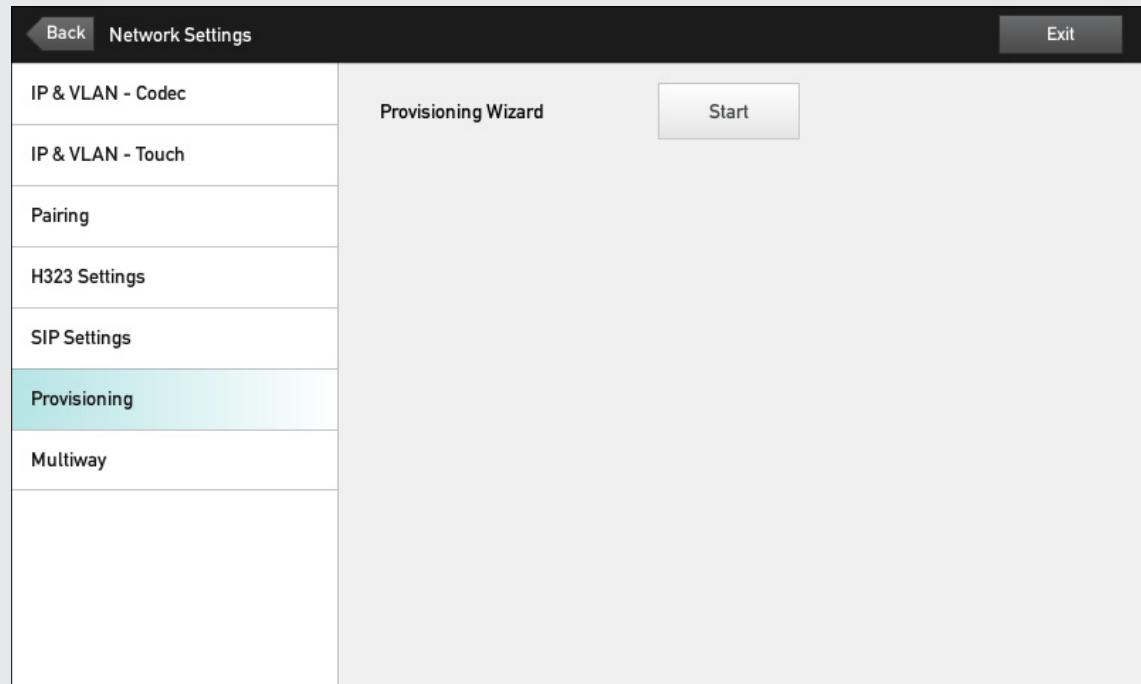 Back
Network Settings
Exit
IP & VLAN - Codec
IP & VLAN - Touch
Pairing
H323 Settings
SIP Settings
Provisioning
Multiway
Provisioning Wizard
Start